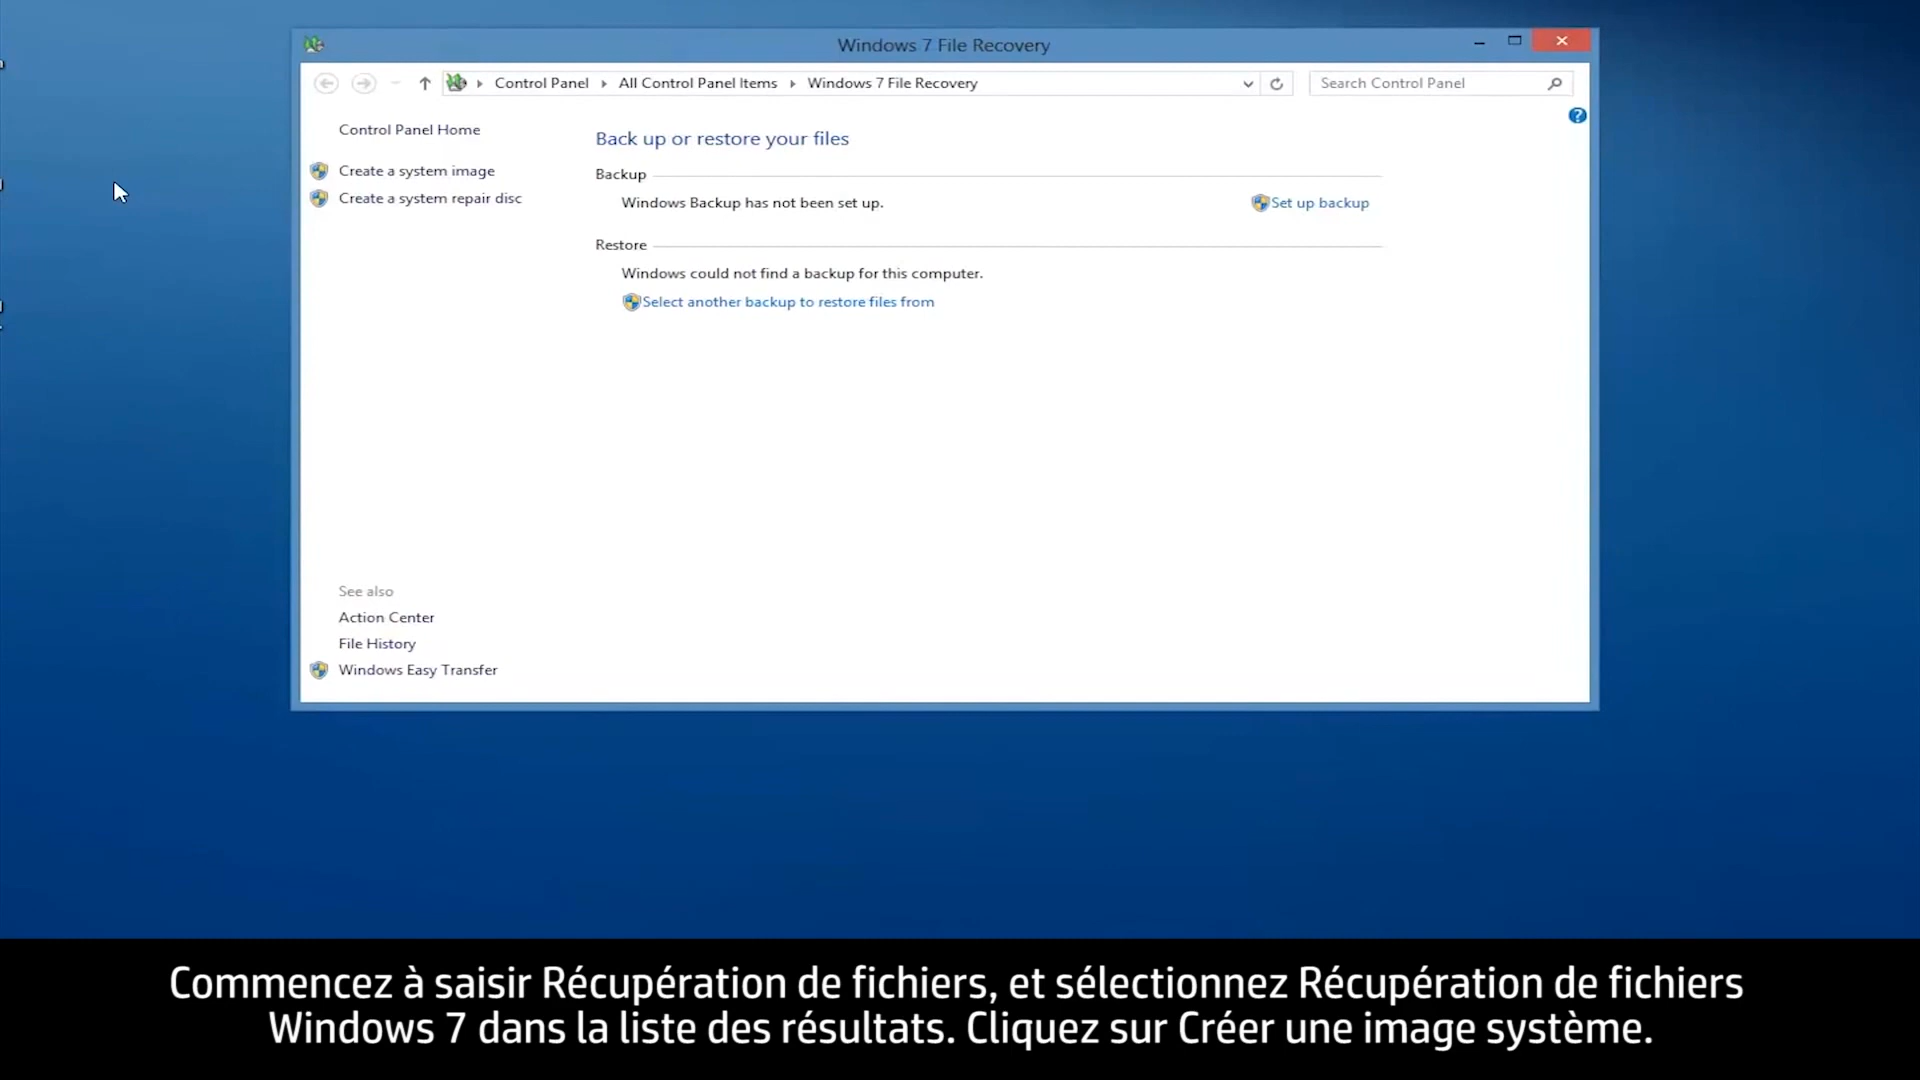 Windows 7 File Recovery
Control Panel All Control Panel Items Windows 7 File Recovery
Search Control Panel
Control Panel Home
Create a system image
Create a system repair disc
Back up or restore your files
Backup
Windows Backup has not been set up.
Set up backup
Restore
Windows could not find a backup for this computer.
Select another backup to restore files from
See also
Action Center
File History
Windows Easy Transfer
Commencez à saisir Récupération de fichiers, et sélectionnez Récupération de fichiers
Windows 7 dans la liste des résultats. Cliquez sur Créer une image système.